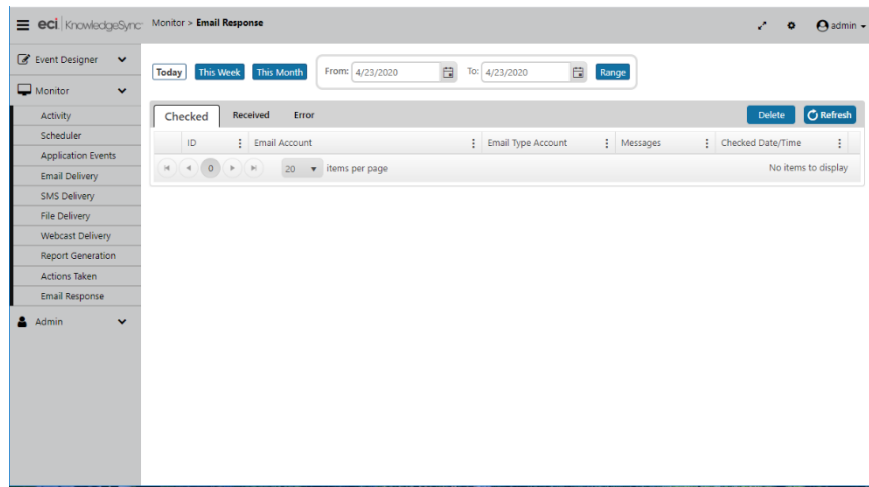 eci KnowledgeSync
Monitor > Email Response
admin
Event Designer
Monitor
Activity
Scheduler
Application Events
Email Delivery
SMS Delivery
File Delivery
Webcast Delivery
Report Generation
Actions Taken
Email Response
Admin
Today This Week This Month From: 4/23/2020 To: 4/23/2020 Range
Checked Received Error Delete Refresh
ID Email Account Email Type Account Messages Checked Date/Time
0 20 items per page No items to display